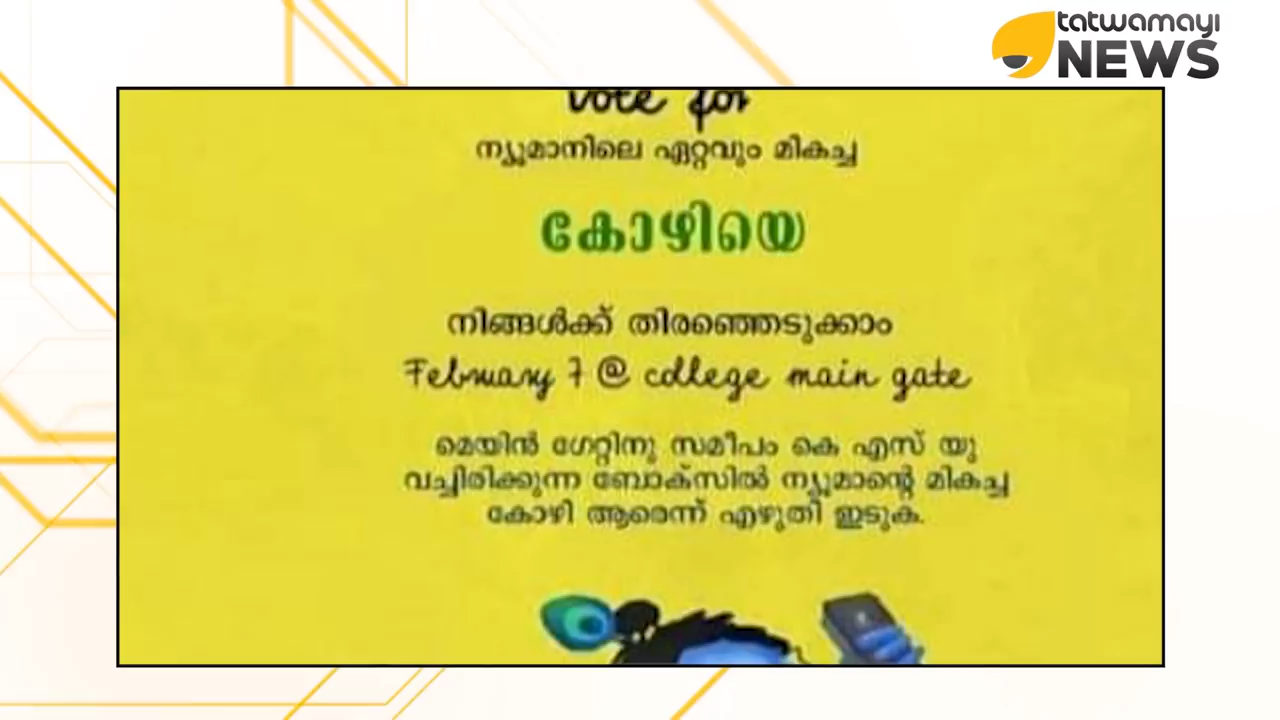 tatwamayi
NEWS
vote for
ന്യൂമാനിലെ ഏറ്റവും മികച്ച
കോഴിയെ
നിങ്ങൾക്ക് തിരഞ്ഞെടുക്കാം
February 7 @ college main gate
മെയിൻ ഗേറ്റിനു സമീപം കെ എസ് യു
വച്ചിരിക്കുന്ന ബോക്സിൽ ന്യൂമാന്റെ മികച്ച
കോഴി ആരെന്ന് എഴുതി ഇടുക.